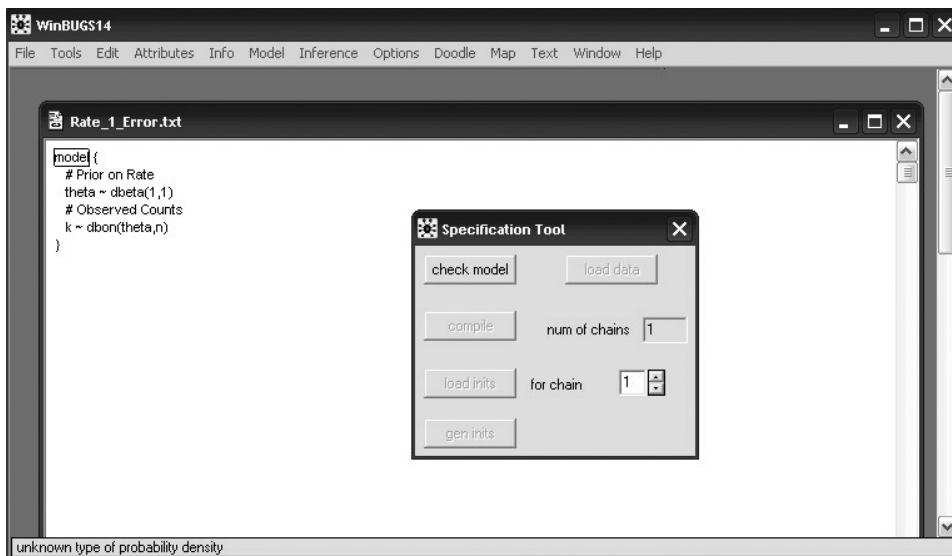 WinBUGS14
File Tools Edit Attributes Info Model Inference Options Doodle Map Text Window Help
Rate_1_Error.txt
model {
# Prior on Rate
theta ~ dbeta(1,1)
# Observed Counts
k ~ dbon(theta,n)
}
Specification Tool
check model load data
compile num of chains 1
load inits for chain 1
gen inits
unknown type of probability density